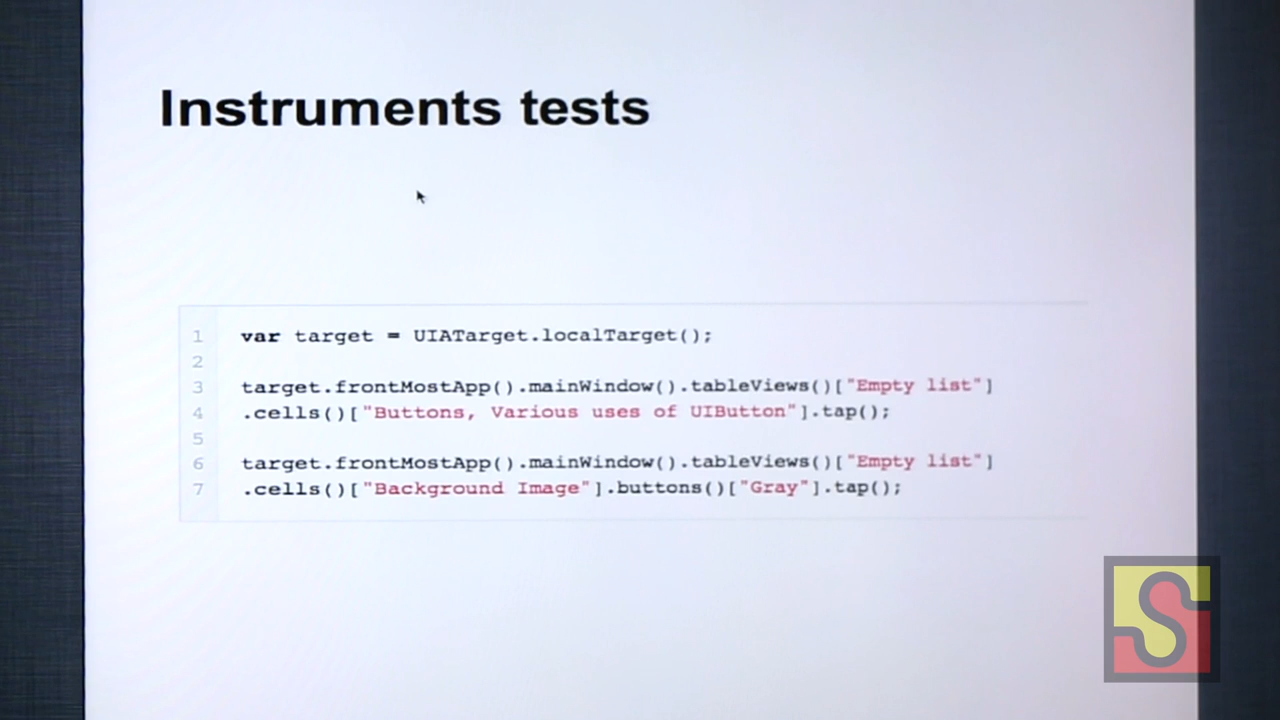 Instruments tests
1 var target = UIATarget.localTarget();
2
3 target.frontMostApp().mainWindow().tableViews()["Empty list"]
4 .cells()["Buttons, Various uses of UIButton"].tap();
5
6 target.frontMostApp().mainWindow().tableViews()["Empty list"]
7 .cells()["Background Image"].buttons()["Gray"].tap();
S